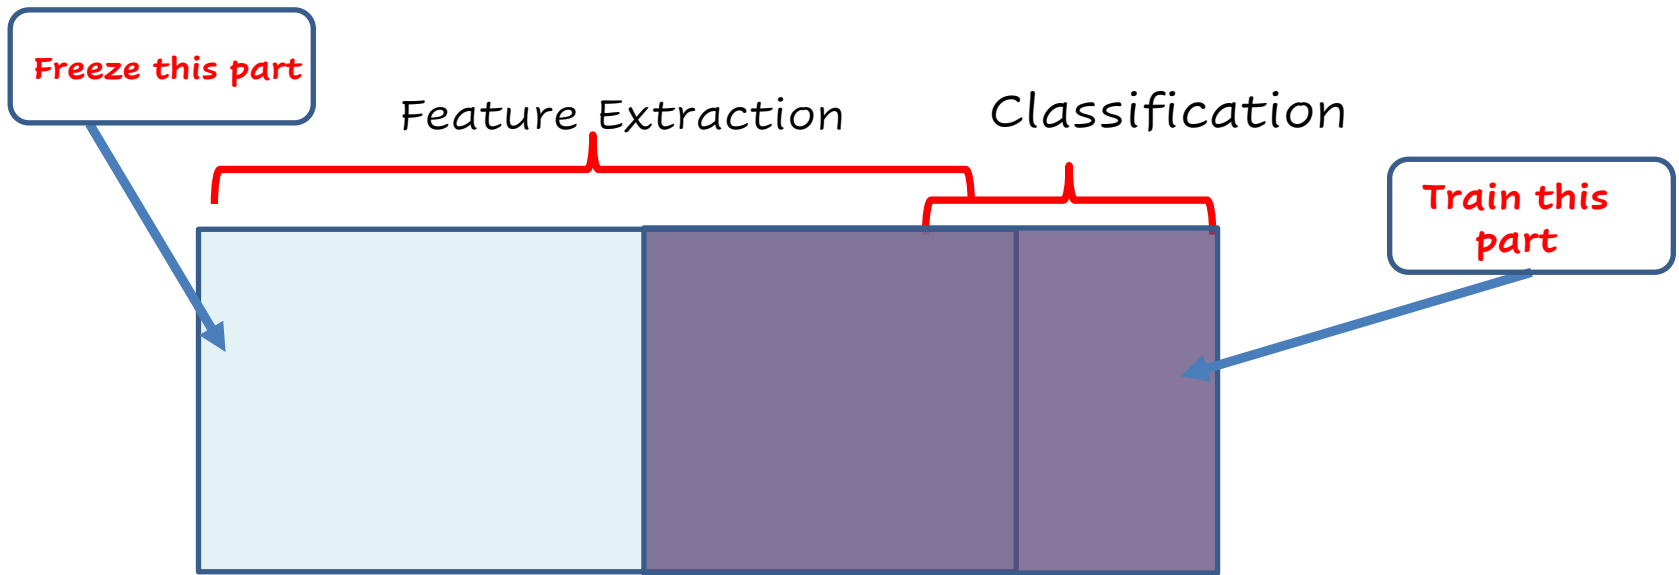 Freeze this part
Feature Extraction
Classification
Train this
part